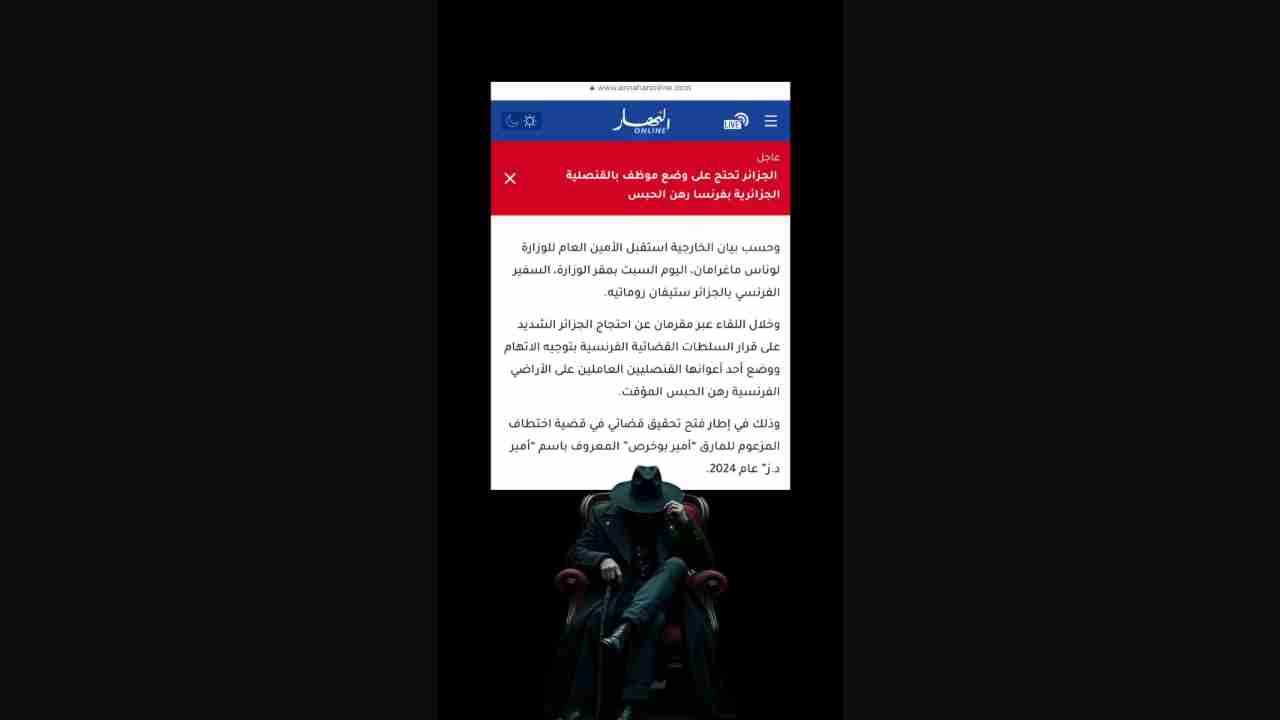 www.annaharonline.com
النهار
ONLINE
LIVE
عاجل
الجزائر تحتج على وضع موظف بالقنصلية
الجزائرية بفرنسا رهن الحبس
وحسب بيان الخارجية استقبل الأمين العام للوزارة
لوناس ماغرامان، اليوم السبت بمقر الوزارة، السفير
الفرنسي بالجزائر ستيفان روماتيه.
وخلال اللقاء عبر مقرمان عن احتجاج الجزائر الشديد
على قرار السلطات القضائية الفرنسية بتوجيه الاتهام
ووضع أحد أعوانها القنصليين العاملين على الأراضي
الفرنسية رهن الحبس المؤقت.
وذلك في إطار فتح تحقيق قضائي في قضية اختطاف
المزعوم للمارق "أمير بوخرص" المعروف باسم "أمير
د.ز" عام 2024.